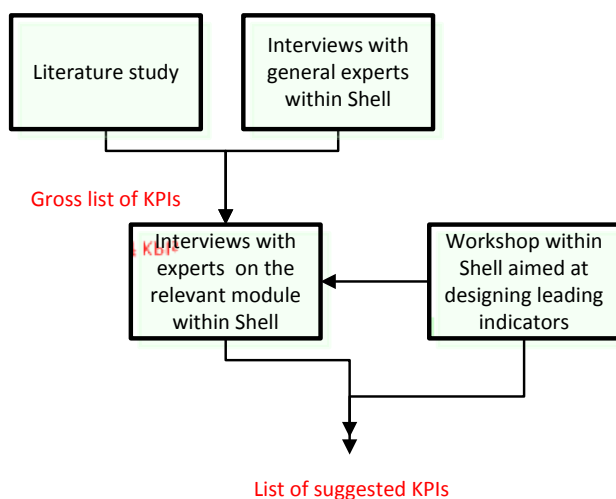 Literature study
Interviews with
general experts
within Shell
Gross list of KPIs
Interviews with
experts on the
relevant module
within Shell
Workshop within
Shell aimed at
designing leading
indicators
List of suggested KPIs